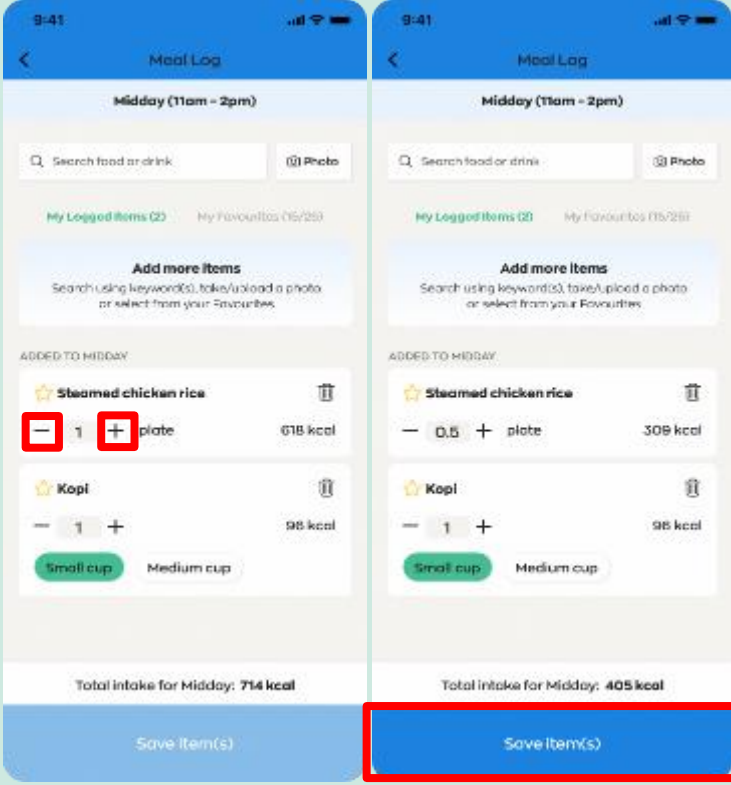 9:41
Meal Log
Midday (11am - 2pm)
Search food or drink
Photo
My Logged Items (2) My Favourites (15/25)
Add more items
Search using keyword(s), take/upload a photo
or select from your Favourites
ADDED TO MIDDAY
Steamed chicken rice
1 plate 618 kcal
Kopi
1 96 kcal
Small cup Medium cup
Total intake for Midday: 714 kcal
Save Item(s)
9:41
Meal Log
Midday (11am - 2pm)
Search food or drink
Photo
My Logged Items (2) My Favourites (15/25)
Add more items
Search using keyword(s), take/upload a photo
or select from your Favourites
ADDED TO MIDDAY
Steamed chicken rice
0.5 plate 309 kcal
Kopi
1 96 kcal
Small cup Medium cup
Total intake for Midday: 405 kcal
Save Item(s)